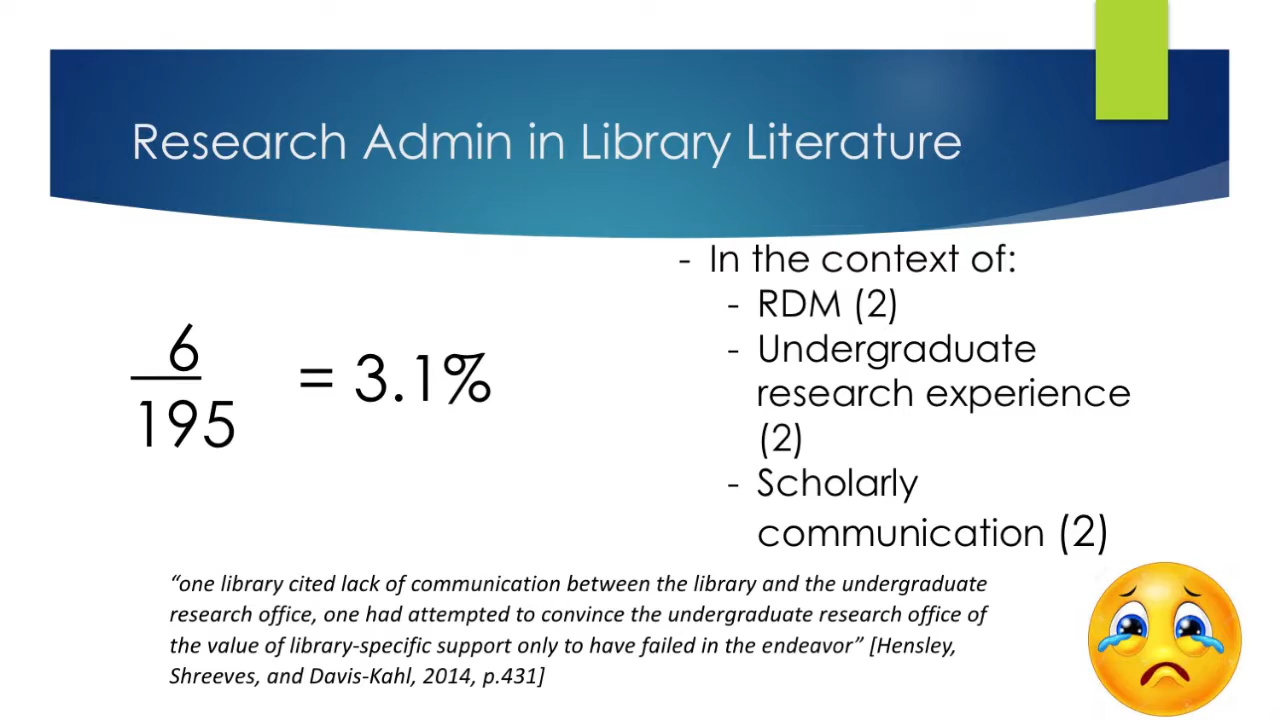 Research Admin in Library Literature
6
195
= 3.1%
- In the context of:
- RDM (2)
- Undergraduate
research experience
(2)
- Scholarly
communication (2)
“one library cited lack of communication between the library and the undergraduate
research office, one had attempted to convince the undergraduate research office of
the value of library-specific support only to have failed in the endeavor” [Hensley,
Shreeves, and Davis-Kahl, 2014, p.431]